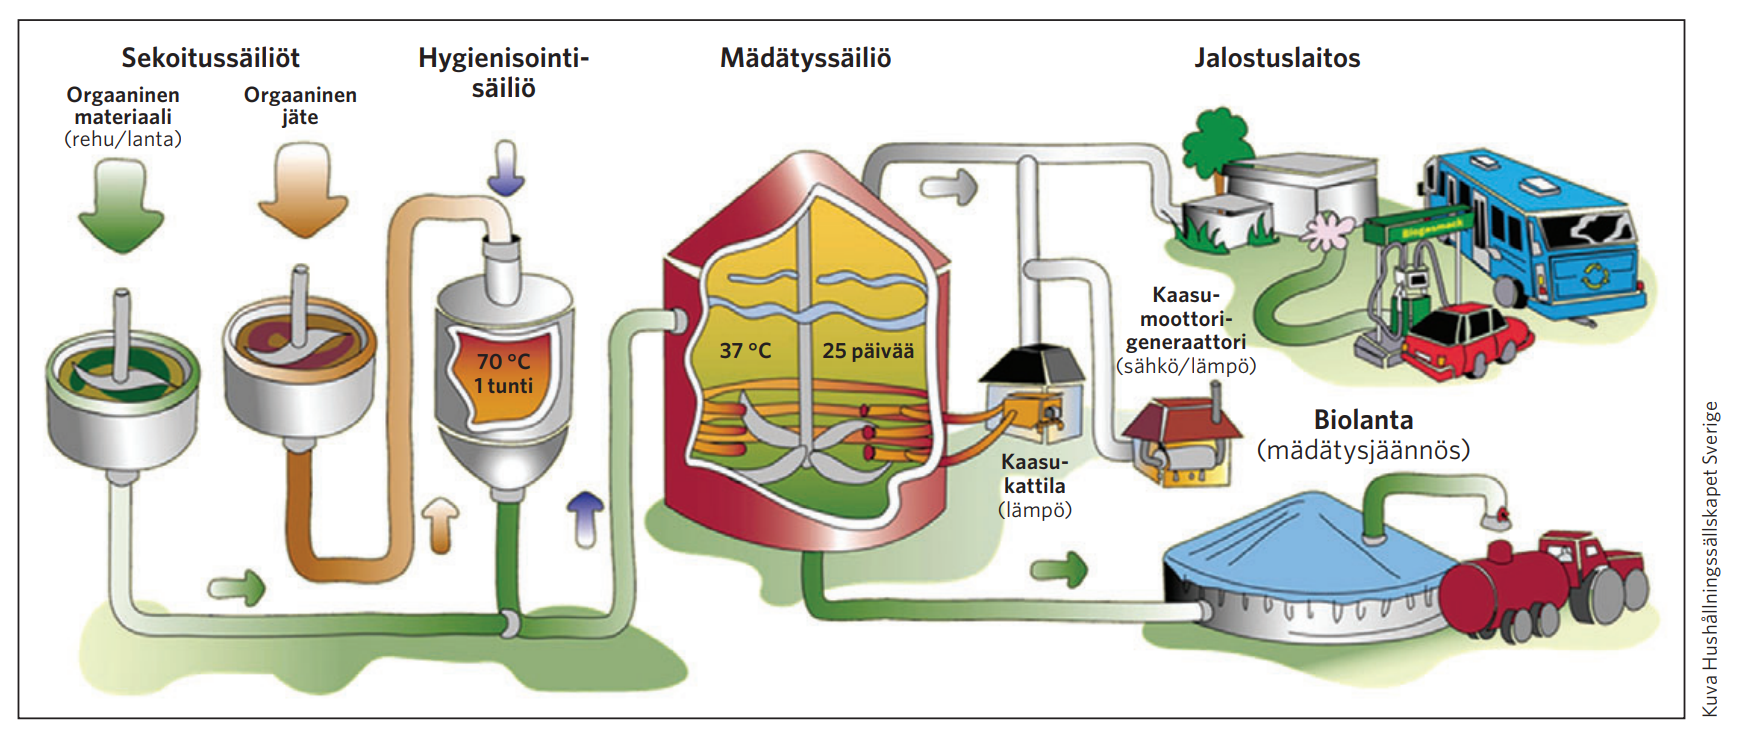 Sekoitussäiliöt
Orgaaninen
materiaali
(rehu/lanta)
Orgaaninen
jäte
Hygienisointi-
säiliö
70 °C
1 tunti
Mädätyssäiliö
37 °C
25 päivää
Jalostuslaitos
Biogasmack
Kaasu-
moottori-
generaattori
(sähkö/lämpö)
Kaasu-
kattila
(lämpö)
Biolanta
(mädätysjäännös)
Kuva Hushållningssällskapet Sverige